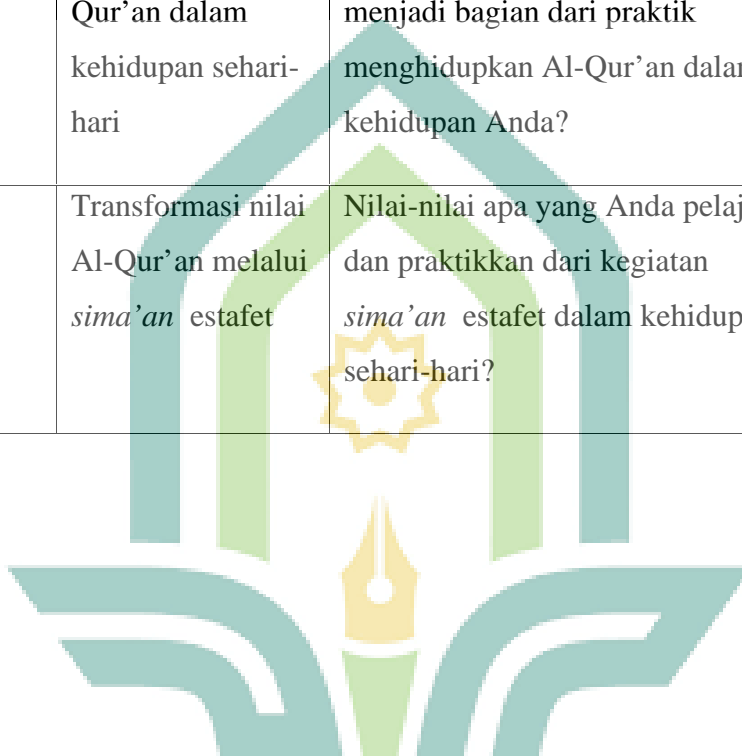 Qur’an dalam
kehidupan sehari-
hari
menjadi bagian dari praktik
menghidupkan Al-Qur’an dalam
kehidupan Anda?
Transformasi nilai
Al-Qur’an melalui
sima’an estafet
Nilai-nilai apa yang Anda
dan praktikkan dari kegiatan
sima’an estafet dalam
sehari-hari?